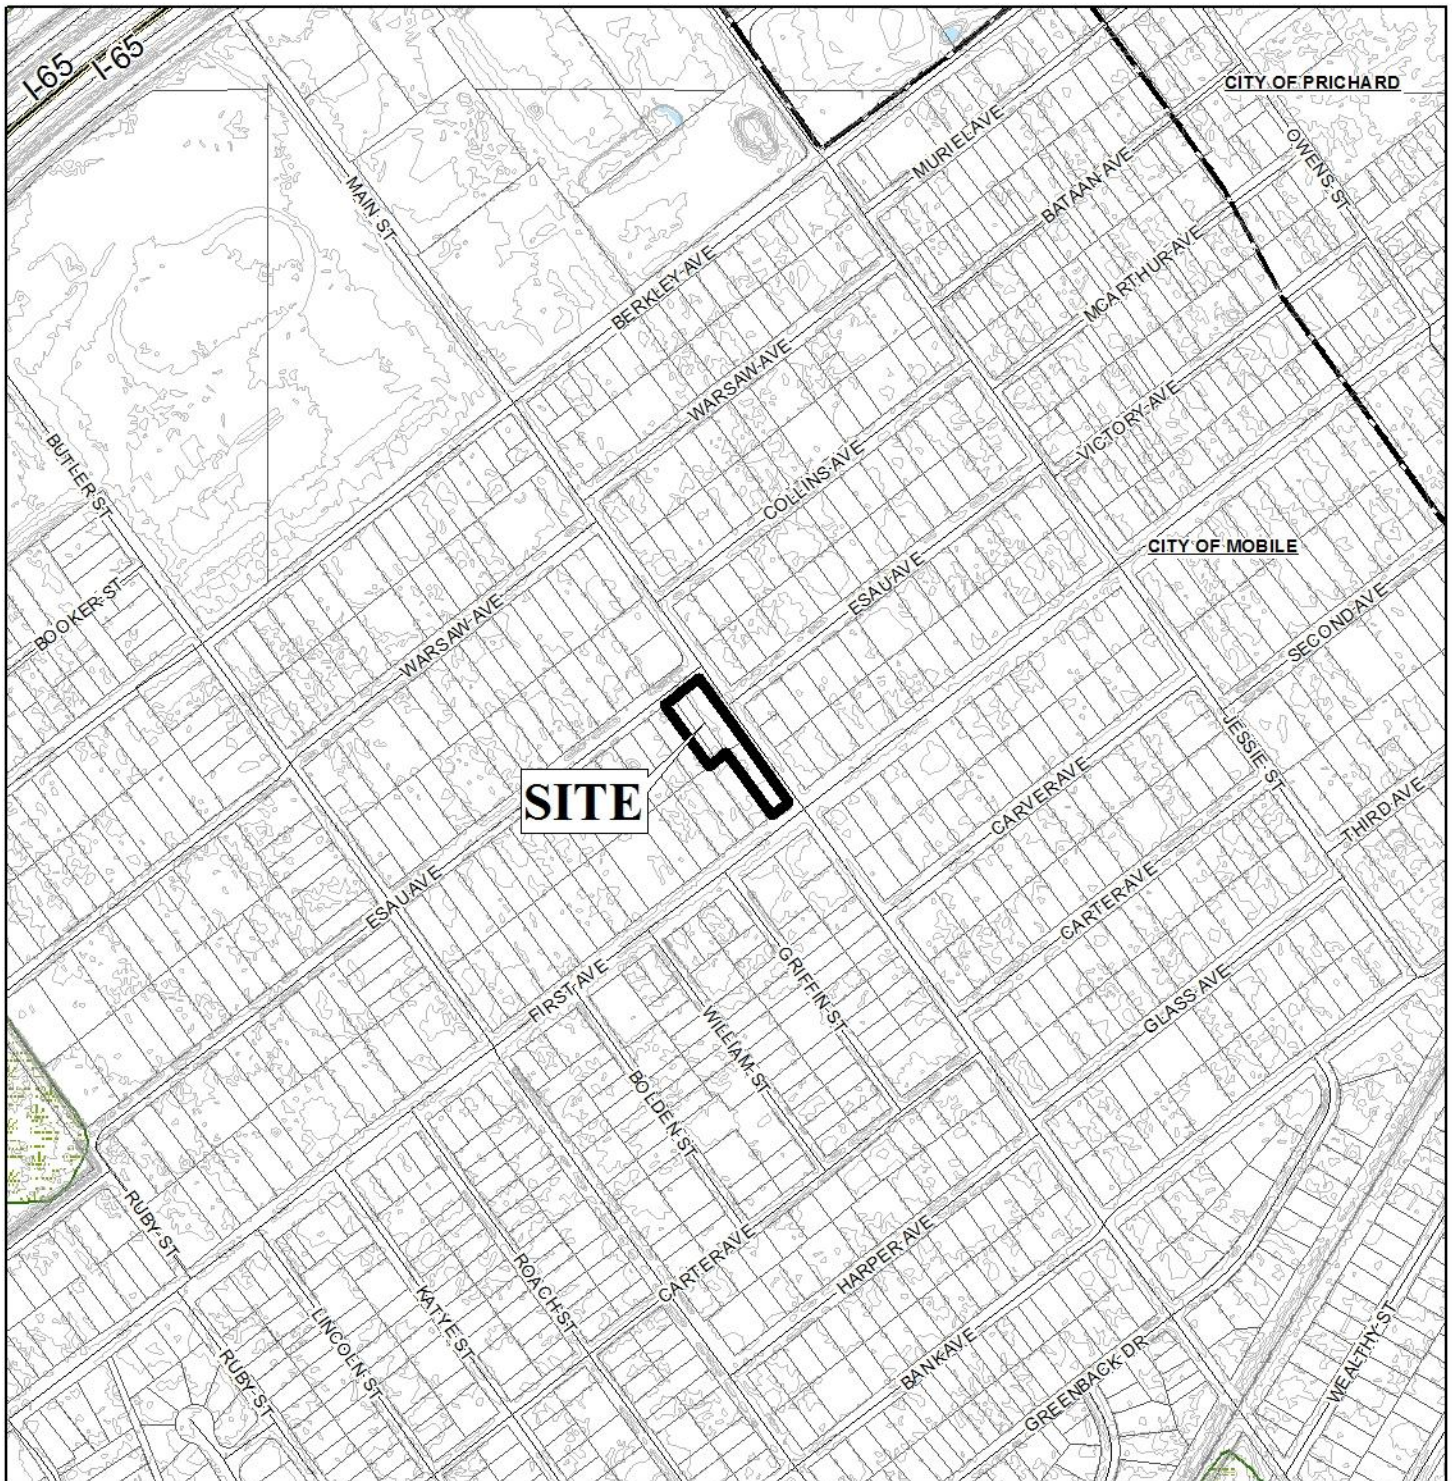 I-65
I-65
CITY OF PRICHARD
MURIEL AVE
OWENS ST
BATAAN AVE
MAIN ST
MCARTHUR AVE
BERKLEY AVE
WARSAW AVE
VICTORY AVE
BUTLER ST
COLLINS AVE
CITY OF MOBILE
ESAU AVE
BOOKER ST
WARSAW AVE
SECOND AVE
JESSIE ST
SITE
CARVER AVE
THIRD AVE
ESAU AVE
CARTER AVE
FIRST AVE
GRIFFIN ST
GLASS AVE
WILLIAM ST
BOLDEN ST
RUBY ST
CARTER AVE
HARPER AVE
ROACH ST
KATYE ST
LINCOLN ST
RUBY ST
BANK AVE
GREENBACK DR
WEALTHY ST